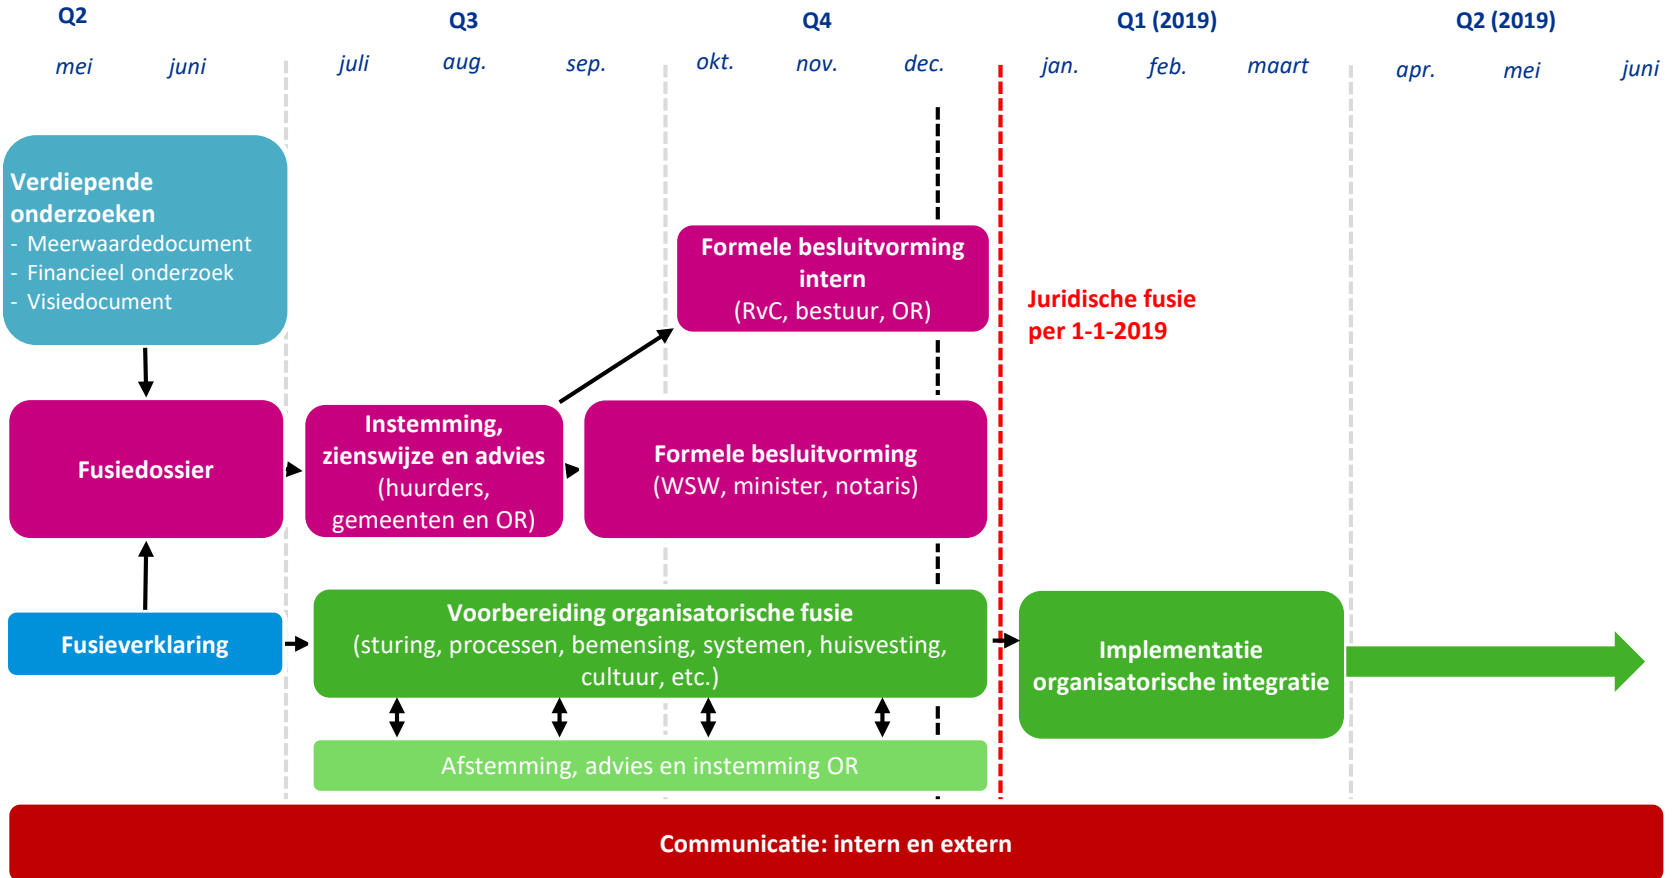 Q2
Q3
Q4
Q1 (2019)
Q2 (2019)
mei
juni
juli
aug.
sep.
okt.
nov.
dec.
jan.
feb.
maart
apr.
mei
juni
Verdiepende
onderzoeken
- Meerwaardedocument
- Financieel onderzoek
- Visiedocument
Formele besluitvorming
intern
(RvC, bestuur, OR)
Juridische fusie
per 1-1-2019
Fusiedossier
Instemming,
zienswijze en advies
(huurders,
gemeenten en OR)
Formele besluitvorming
(WSW, minister, notaris)
Fusieverklaring
Voorbereiding organisatorische fusie
(sturing, processen, bemensing, systemen, huisvesting,
cultuur, etc.)
Implementatie
organisatorische integratie
Afstemming, advies en instemming OR
Communicatie: intern en extern